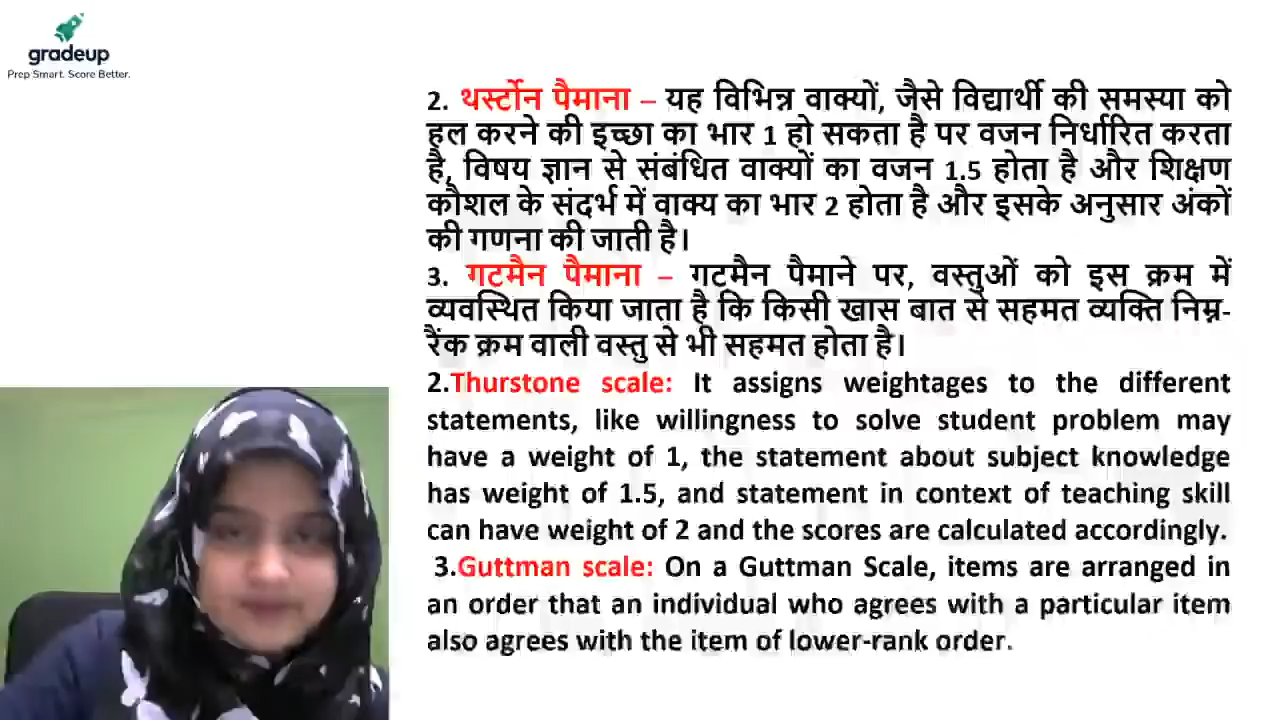 gradeup
Prep Smart. Score Better.
2. थर्स्टोन पैमाना – यह विभिन्न वाक्यों, जैसे विद्यार्थी की समस्या को
हल करने की इच्छा का भार 1 हो सकता है पर वजन निर्धारित करता
है, विषय ज्ञान से संबंधित वाक्यों का वजन 1.5 होता है और शिक्षण
कौशल के संदर्भ में वाक्य का भार 2 होता है और इसके अनुसार अंकों
की गणना की जाती है।
3. गटमैन पैमाना – गटमैन पैमाने पर, वस्तुओं को इस क्रम में
व्यवस्थित किया जाता है कि किसी खास बात से सहमत व्यक्ति निम्न-
रैंक क्रम वाली वस्तु से भी सहमत होता है।
2.Thurstone scale: It assigns weightages to the different
statements, like willingness to solve student problem may
have a weight of 1, the statement about subject knowledge
has weight of 1.5, and statement in context of teaching skill
can have weight of 2 and the scores are calculated accordingly.
3.Guttman scale: On a Guttman Scale, items are arranged in
an order that an individual who agrees with a particular item
also agrees with the item of lower-rank order.